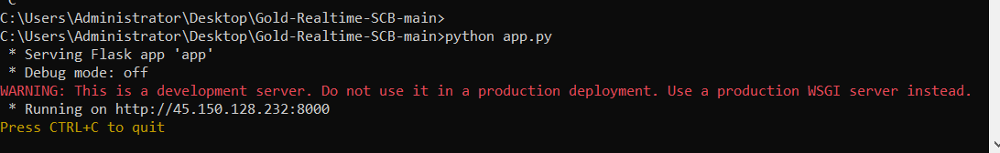 C:\Users\Administrator\Desktop\Gold-Realtime-SCB-main>
C:\Users\Administrator\Desktop\Gold-Realtime-SCB-main>python app.py
 * Serving Flask app 'app'
 * Debug mode: off
WARNING: This is a development server. Do not use it in a production deployment. Use a production WSGI server instead.
 * Running on http://45.150.128.232:8000
Press CTRL+C to quit